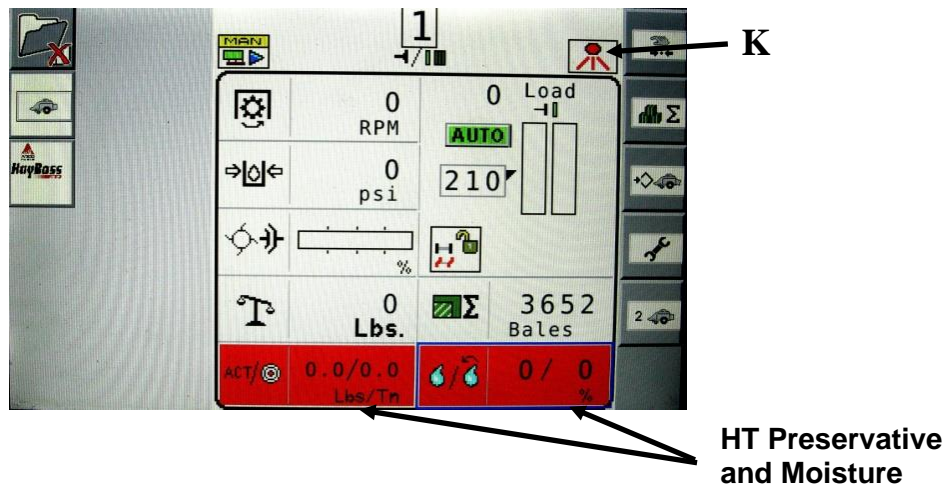 1
MAN
K
0
RPM
0 Load
AUTO
Σ
HayBoss
0
psi
210
%
0
Lbs.
Σ
3652
Bales
2
ACT/
0.0/0.0
Lbs/Tn
/
0 / 0
%
HT Preservative
and Moisture